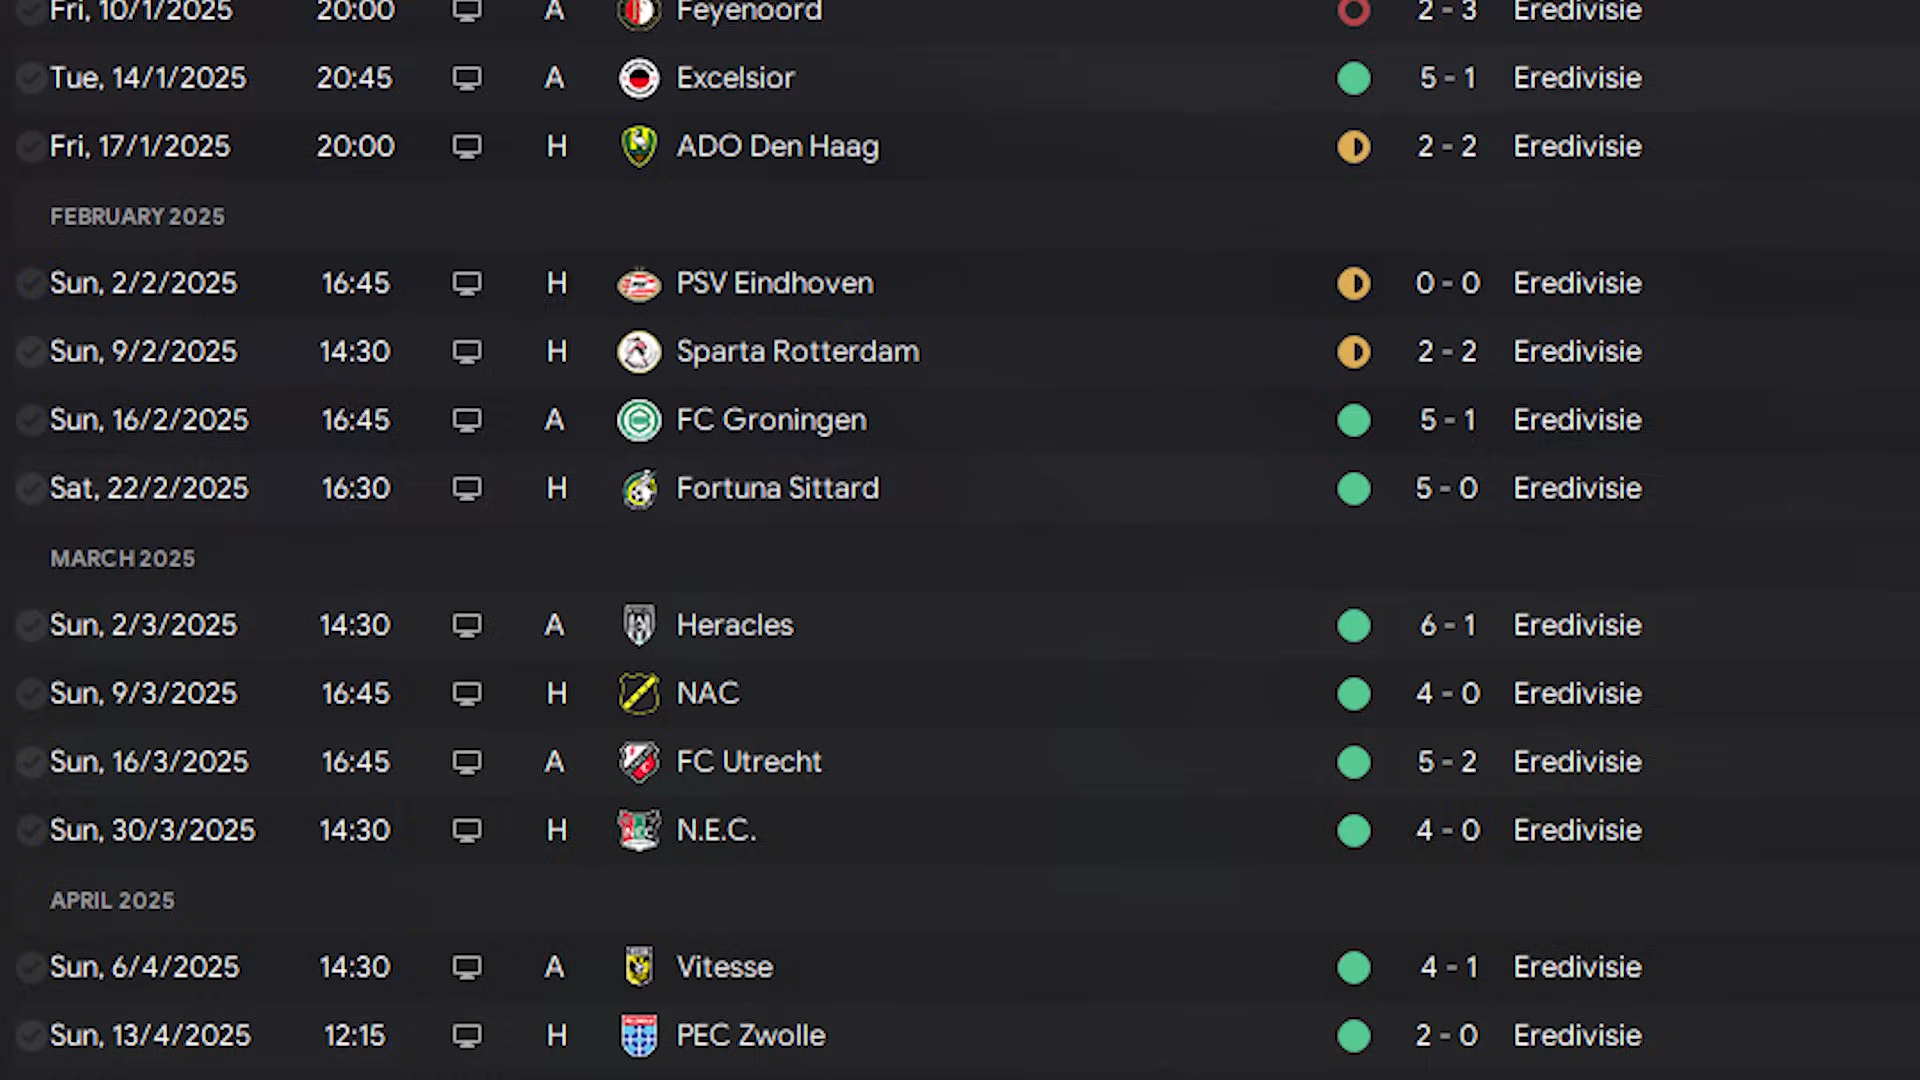 Fri, 10/1/2025 20:00 A Feyenoord 2 - 3 Eredivisie
Tue, 14/1/2025 20:45 A Excelsior 5 - 1 Eredivisie
Fri, 17/1/2025 20:00 H ADO Den Haag 2 - 2 Eredivisie
FEBRUARY 2025
Sun, 2/2/2025 16:45 H PSV Eindhoven 0 - 0 Eredivisie
Sun, 9/2/2025 14:30 H Sparta Rotterdam 2 - 2 Eredivisie
Sun, 16/2/2025 16:45 A FC Groningen 5 - 1 Eredivisie
Sat, 22/2/2025 16:30 H Fortuna Sittard 5 - 0 Eredivisie
MARCH 2025
Sun, 2/3/2025 14:30 A Heracles 6 - 1 Eredivisie
Sun, 9/3/2025 16:45 H NAC 4 - 0 Eredivisie
Sun, 16/3/2025 16:45 A FC Utrecht 5 - 2 Eredivisie
Sun, 30/3/2025 14:30 H N.E.C. 4 - 0 Eredivisie
APRIL 2025
Sun, 6/4/2025 14:30 A Vitesse 4 - 1 Eredivisie
Sun, 13/4/2025 12:15 H PEC Zwolle 2 - 0 Eredivisie